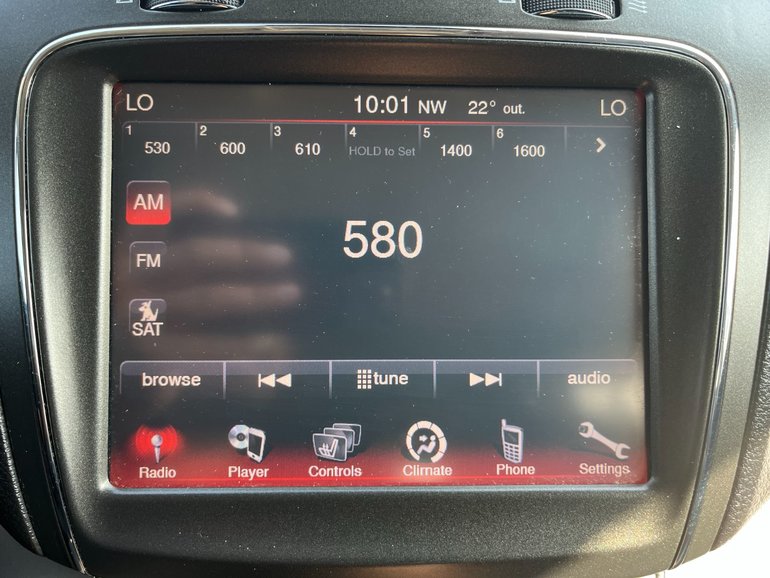 LO 10:01 NW 22° out. LO
1 2 3 4 5 6
530 600 610 HOLD to Set 1400 1600 >
AM
580
FM
SAT
browse tune audio
Radio Player Controls Climate Phone Settings